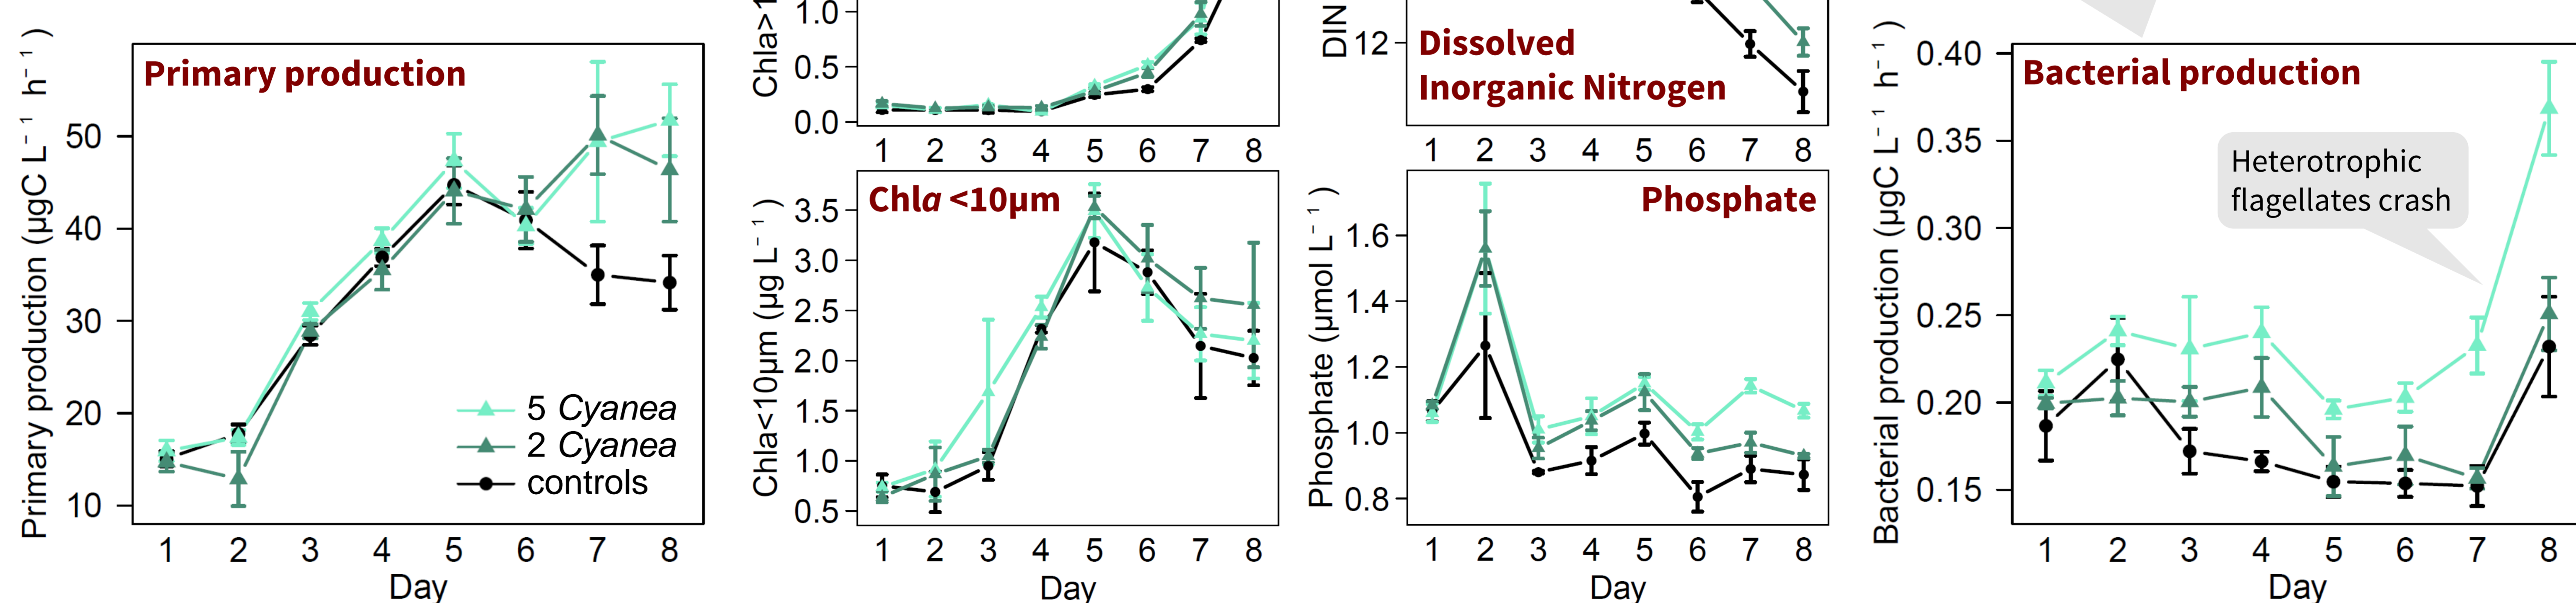 Primary production (µgC L⁻¹ h⁻¹)
50
40
30
20
10
Primary production
5 Cyanea
2 Cyanea
controls
1 2 3 4 5 6 7 8
Day
Chla>1
1.0
0.5
0.0
1 2 3 4 5 6 7 8
Chla<10µm (µg L⁻¹)
3.5
3.0
2.5
2.0
1.5
1.0
0.5
Chla <10µm
1 2 3 4 5 6 7 8
Day
DIN
12
Dissolved
Inorganic Nitrogen
1 2 3 4 5 6 7 8
Phosphate (µmol L⁻¹)
1.6
1.4
1.2
1.0
0.8
Phosphate
1 2 3 4 5 6 7 8
Day
Bacterial production (µgC L⁻¹ h⁻¹)
0.40
0.35
0.30
0.25
0.20
0.15
Bacterial production
Heterotrophic
flagellates crash
1 2 3 4 5 6 7 8
Day